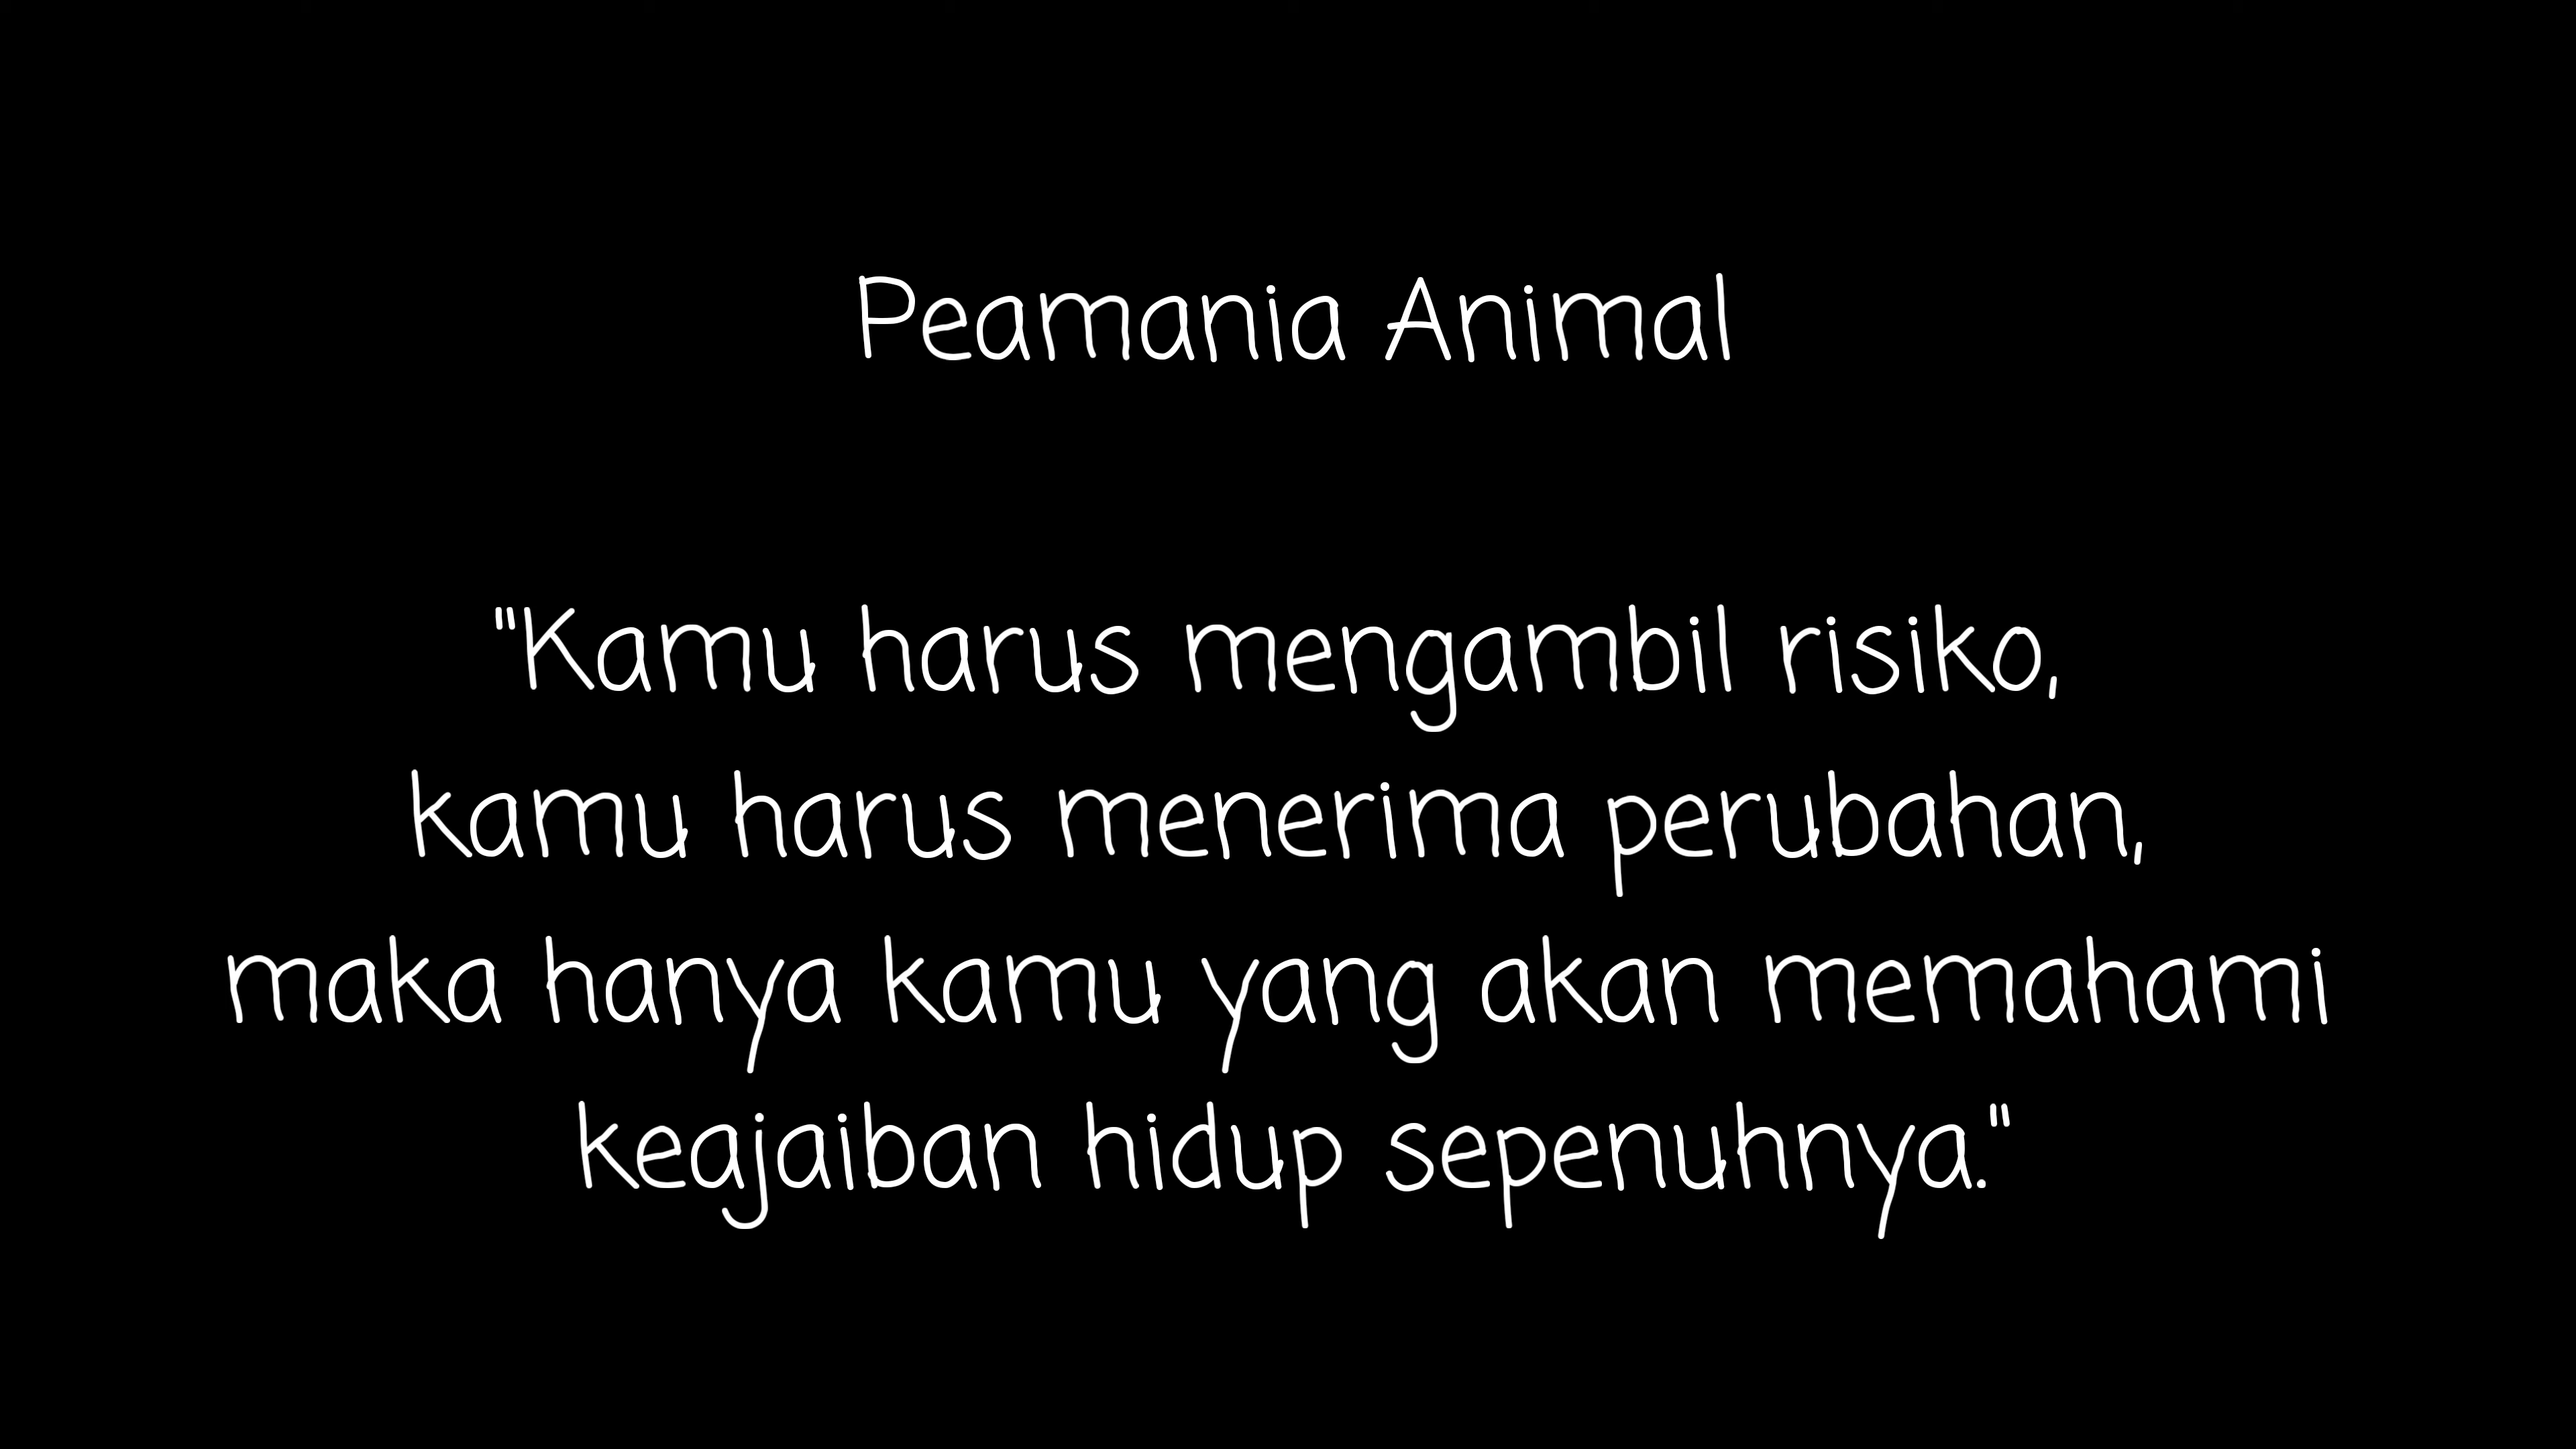 Peamania Animal
"Kamu harus mengambil risiko,
kamu harus menerima perubahan,
maka hanya kamu yang akan memahami
keajaiban hidup sepenuhnya."